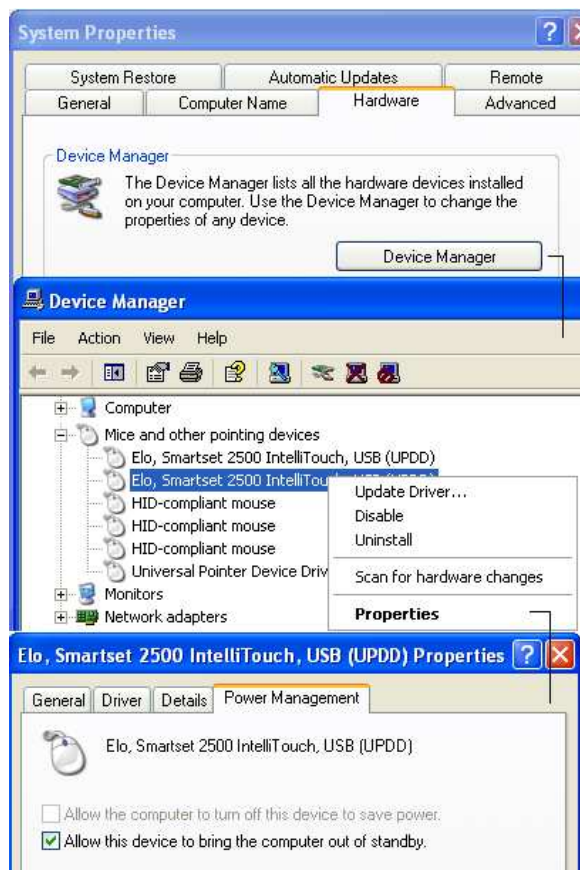 System Properties
System Restore Automatic Updates Remote
General Computer Name Hardware Advanced
Device Manager
The Device Manager lists all the hardware devices installed
on your computer. Use the Device Manager to change the
properties of any device.
Device Manager
Device Manager
File Action View Help
Computer
Mice and other pointing devices
Elo, Smartset 2500 IntelliTouch, USB (UPDD)
Elo, Smartset 2500 IntelliTouch, USB (UPDD)
HID-compliant mouse
HID-compliant mouse
HID-compliant mouse
Universal Pointer Device Driv
Monitors
Network adapters
Update Driver...
Disable
Uninstall
Scan for hardware changes
Properties
Elo, Smartset 2500 IntelliTouch, USB (UPDD) Properties
General Driver Details Power Management
Elo, Smartset 2500 IntelliTouch, USB (UPDD)
Allow the computer to turn off this device to save power.
Allow this device to bring the computer out of standby.